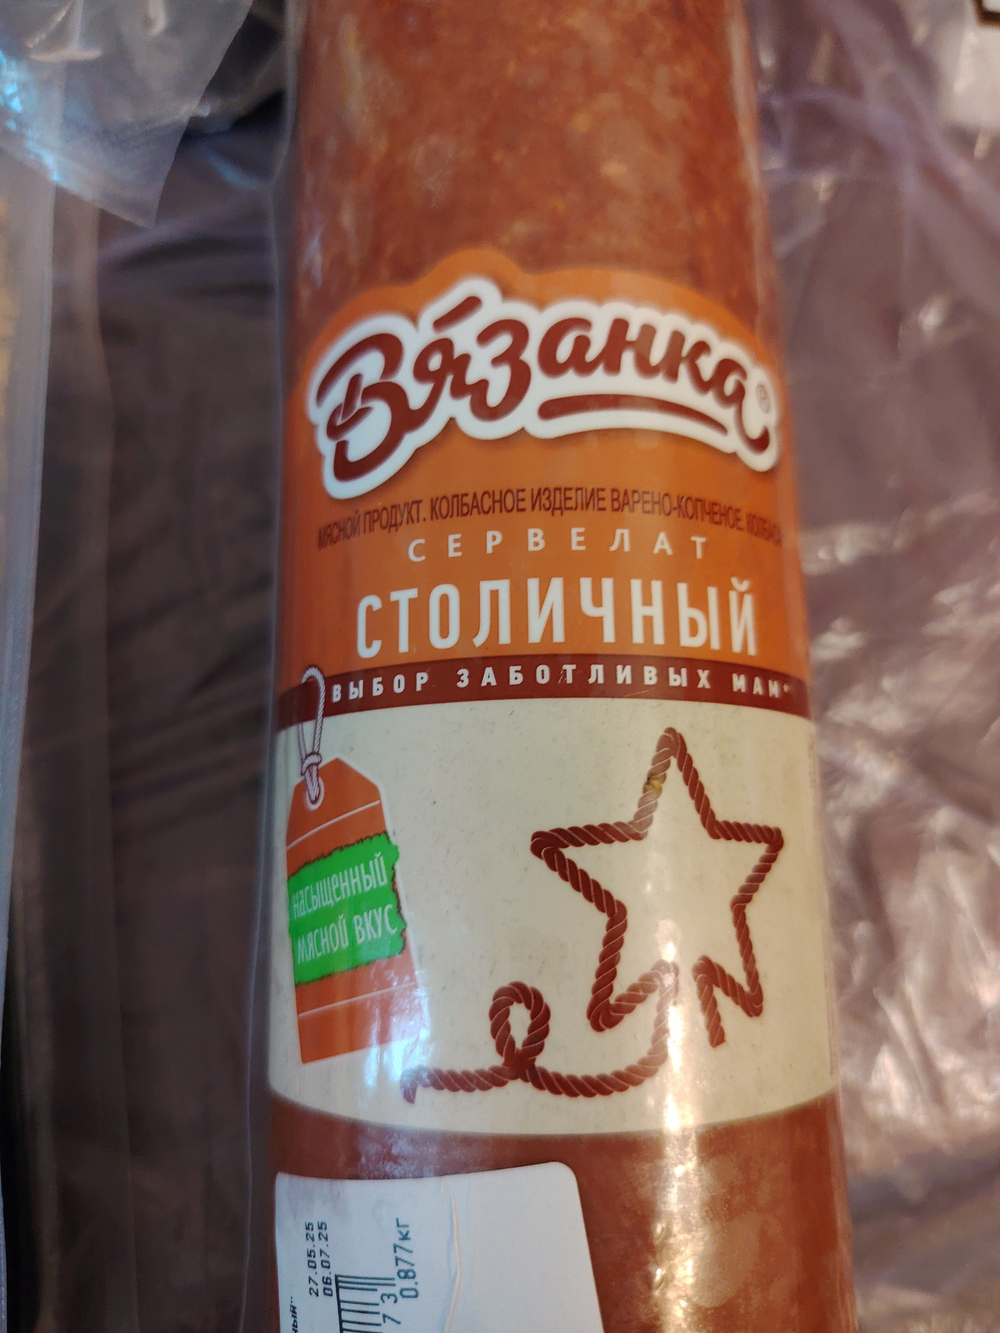 Вязанка®
МЯСНОЙ ПРОДУКТ. КОЛБАСНОЕ ИЗДЕЛИЕ ВАРЕНО-КОПЧЕНОЕ.
СЕРВЕЛАТ
СТОЛИЧНЫЙ
ВЫБОР ЗАБОТЛИВЫХ МАМ*
насыщенный
мясной вкус
27.05.25
06.07.25
73
0.877кг